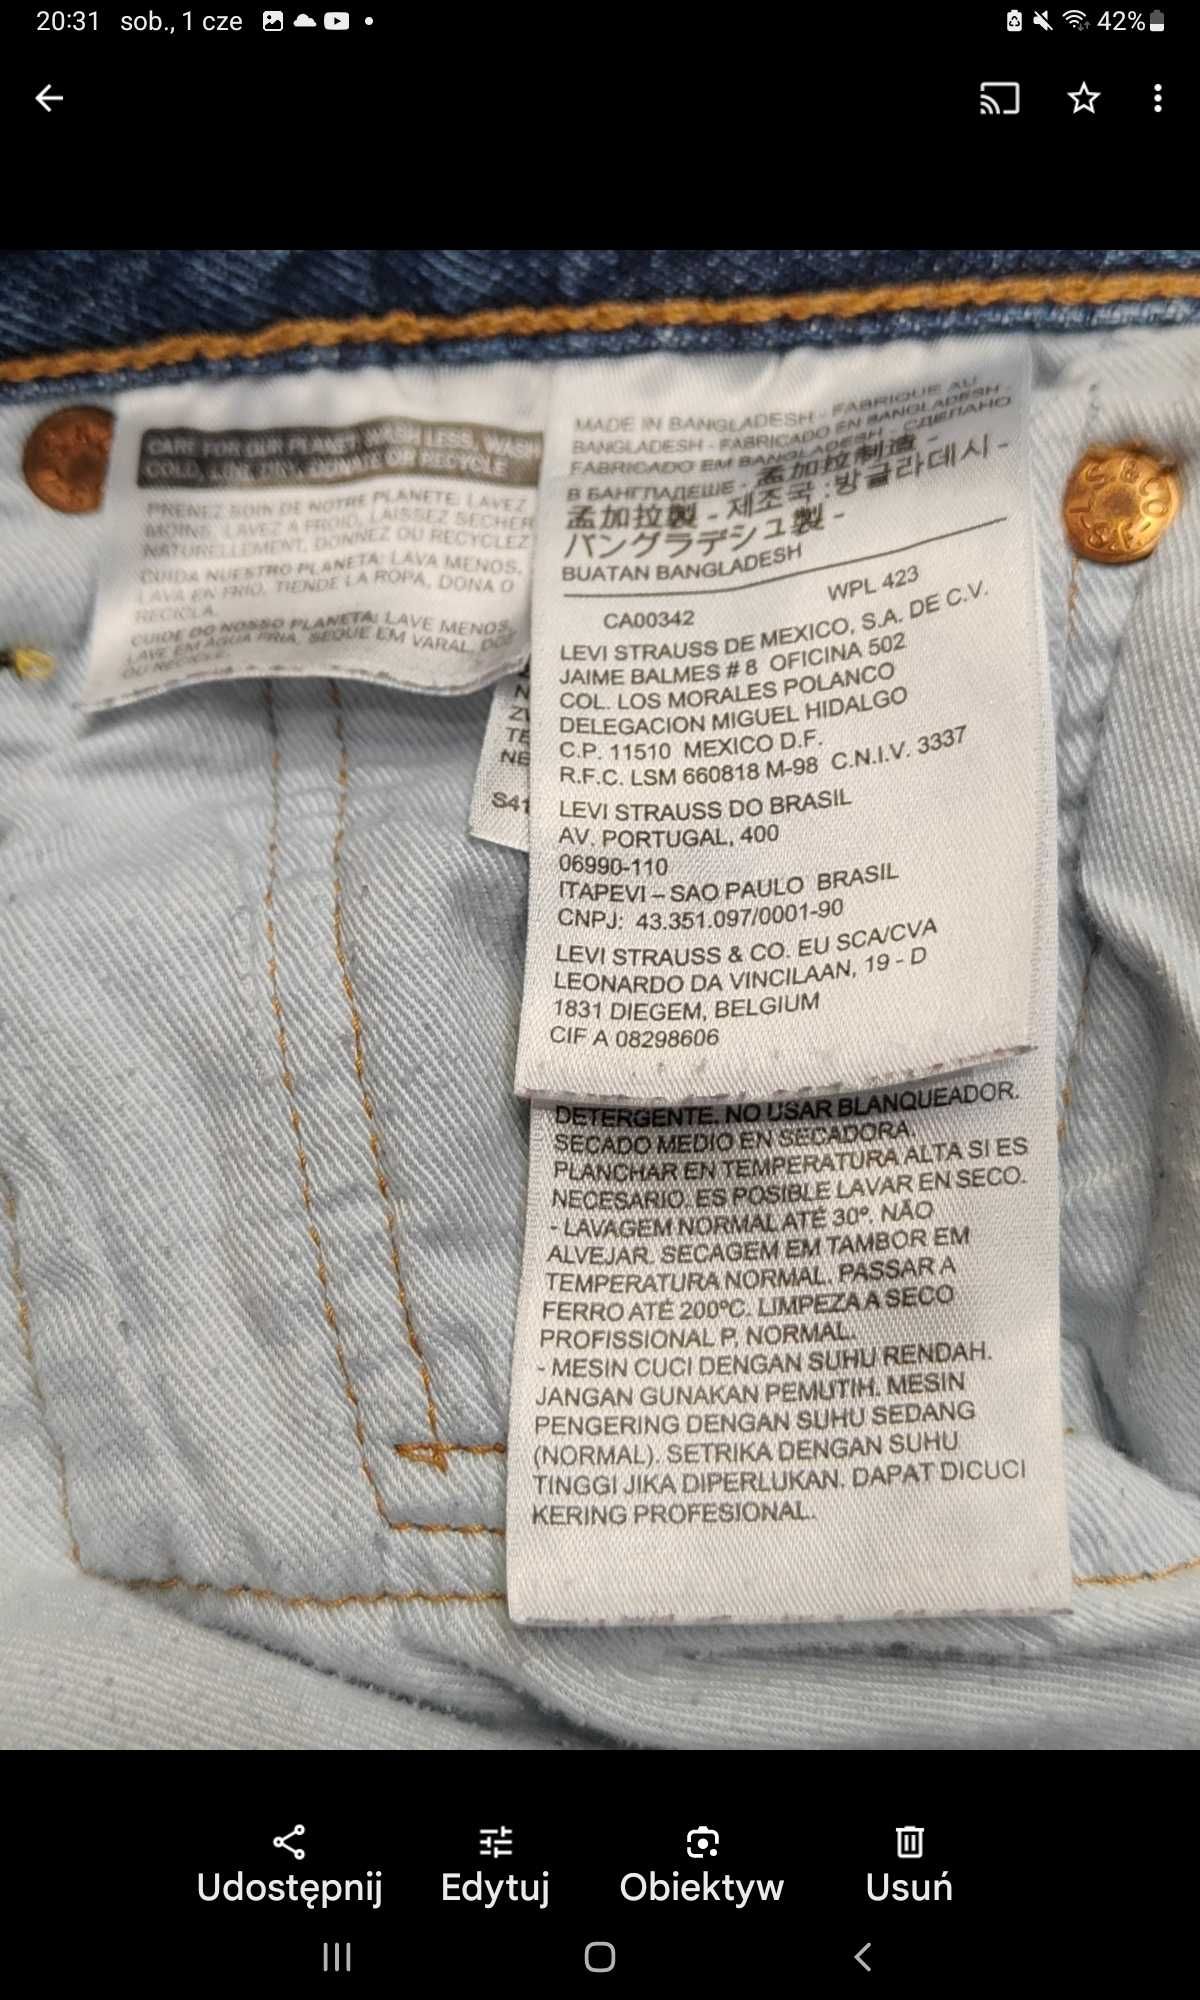 20:31 sob., 1 cze
42%
CARE FOR OUR PLANET: WASH LESS, WASH
COLD, LINE DRY, DONATE OR RECYCLE
PRENEZ SOIN DE NOTRE PLANETE: LAVEZ
MOINS, LAVEZ A FROID, LAISSEZ SECHER
NATURELLEMENT, DONNEZ OU RECYCLEZ
CUIDA NUESTRO PLANETA: LAVA MENOS,
LAVA EN FRIO, TIENDE LA ROPA, DONA O
RECICLA.
CUIDE DO NOSSO PLANETA: LAVE MENOS,
LAVE EM AGUA FRIA, SEQUE EM VARAL, DOE
OU RECICLE.
MADE IN BANGLADESH - FABRIQUE AU
BANGLADESH - FABRICADO EN BANGLADESH -
FABRICADO EM BANGLADESH - СДЕЛАНО
В БАНГЛАДЕШЕ - 孟加拉制造 -
孟加拉製 - 제조국 : 방글라데시 -
バングラデシュ製 -
BUATAN BANGLADESH
CA00342 WPL 423
LEVI STRAUSS DE MEXICO, S.A. DE C.V.
JAIME BALMES # 8 OFICINA 502
COL. LOS MORALES POLANCO
DELEGACION MIGUEL HIDALGO
C.P. 11510 MEXICO D.F.
R.F.C. LSM 660818 M-98 C.N.I.V. 3337
LEVI STRAUSS DO BRASIL
AV. PORTUGAL, 400
06990-110
ITAPEVI – SAO PAULO BRASIL
CNPJ: 43.351.097/0001-90
LEVI STRAUSS & CO. EU SCA/CVA
LEONARDO DA VINCILAAN, 19 - D
1831 DIEGEM, BELGIUM
CIF A 08298606
N
ZW
TE
NE
S41
DETERGENTE. NO USAR BLANQUEADOR.
SECADO MEDIO EN SECADORA.
PLANCHAR EN TEMPERATURA ALTA SI ES
NECESARIO. ES POSIBLE LAVAR EN SECO.
- LAVAGEM NORMAL ATÉ 30º. NÃO
ALVEJAR. SECAGEM EM TAMBOR EM
TEMPERATURA NORMAL. PASSAR A
FERRO ATÉ 200ºC. LIMPEZA A SECO
PROFISSIONAL P, NORMAL.
- MESIN CUCI DENGAN SUHU RENDAH.
JANGAN GUNAKAN PEMUTIH. MESIN
PENGERING DENGAN SUHU SEDANG
(NORMAL). SETRIKA DENGAN SUHU
TINGGI JIKA DIPERLUKAN. DAPAT DICUCI
KERING PROFESIONAL.
Udostępnij Edytuj Obiektyw Usuń